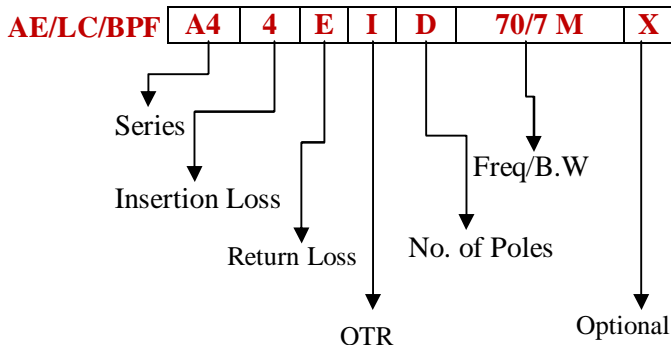 AE/LC/BPF A4 4 E I D 70/7 M X
Series
Freq/B.W
Insertion Loss
No. of Poles
Return Loss
OTR
Optional